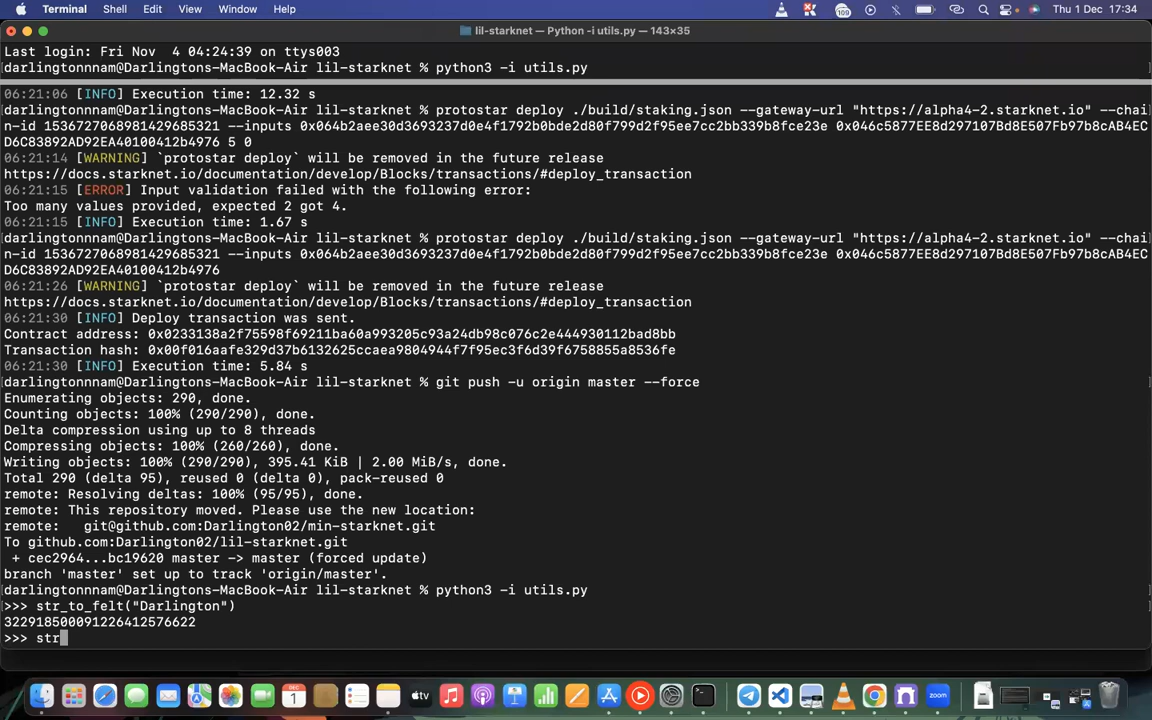 Terminal Shell Edit View Window Help 109 Thu 1 Dec 17:34
lil-starknet — Python -i utils.py — 143×35
Last login: Fri Nov  4 04:24:39 on ttys003
[darlingtonnnam@Darlingtons-MacBook-Air lil-starknet % python3 -i utils.py ]
06:21:06 [INFO] Execution time: 12.32 s
[darlingtonnnam@Darlingtons-MacBook-Air lil-starknet % protostar deploy ./build/staking.json --gateway-url "https://alpha4-2.starknet.io" --chai]
n-id 1536727068981429685321 --inputs 0x064b2aee30d3693237d0e4f1792b0nbde2d80f799d2f95ee7cc2bb339b8fce23e 0x046c5877EE8d297107Bd8E507Fb97b8cAB4EC
D6C83892AD92EA40100412b4976 5 0
06:21:14 [WARNING] `protostar deploy` will be removed in the future release
https://docs.starknet.io/documentation/develop/Blocks/transactions/#deploy_transaction
06:21:15 [ERROR] Input validation failed with the following error:
Too many values provided, expected 2 got 4.
06:21:15 [INFO] Execution time: 1.67 s
[darlingtonnnam@Darlingtons-MacBook-Air lil-starknet % protostar deploy ./build/staking.json --gateway-url "https://alpha4-2.starknet.io" --chai]
n-id 1536727068981429685321 --inputs 0x064b2aee30d3693237d0e4f1792b0nbde2d80f799d2f95ee7cc2bb339b8fce23e 0x046c5877EE8d297107Bd8E507Fb97b8cAB4EC
D6C83892AD92EA40100412b4976
06:21:26 [WARNING] `protostar deploy` will be removed in the future release
https://docs.starknet.io/documentation/develop/Blocks/transactions/#deploy_transaction
06:21:30 [INFO] Deploy transaction was sent.
Contract address: 0x0233138a2f75598f69211ba60a993205c93a24db98c076c2e444930112bad8bb
Transaction hash: 0x00f016aafe329d37b6132625ccaea9804944f7f95ec3f6d39f6758855a8536fe
06:21:30 [INFO] Execution time: 5.84 s
[darlingtonnnam@Darlingtons-MacBook-Air lil-starknet % git push -u origin master --force ]
Enumerating objects: 290, done.
Counting objects: 100% (290/290), done.
Delta compression using up to 8 threads
Compressing objects: 100% (260/260), done.
Writing objects: 100% (290/290), 395.41 KiB | 2.00 MiB/s, done.
Total 290 (delta 95), reused 0 (delta 0), pack-reused 0
remote: Resolving deltas: 100% (95/95), done.
remote: This repository moved. Please use the new location:
remote:   git@github.com:Darlington02/min-starknet.git
To github.com:Darlington02/lil-starknet.git
 + cec2964...bc19620 master -> master (forced update)
branch 'master' set up to track 'origin/master'.
[darlingtonnnam@Darlingtons-MacBook-Air lil-starknet % python3 -i utils.py ]
[>>> str_to_felt("Darlington") ]
322918500091226412576622
>>> str
DEC
1
tv
zoom